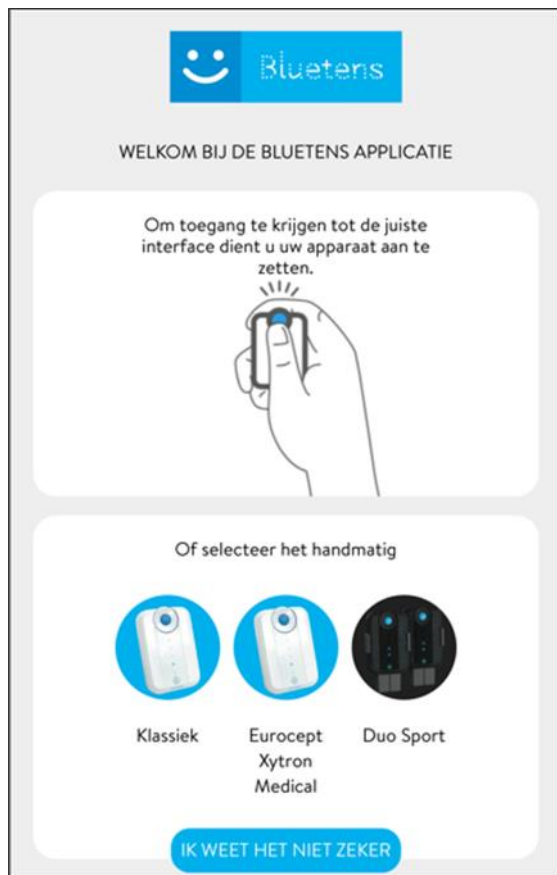 Bluetens
WELKOM BIJ DE BLUETENS APPLICATIE
Om toegang te krijgen tot de juiste
interface dient u uw apparaat aan te
zetten.
Of selecteer het handmatig
Klassiek
Eurocept
Xytron
Medical
Duo Sport
IK WEET HET NIET ZEKER